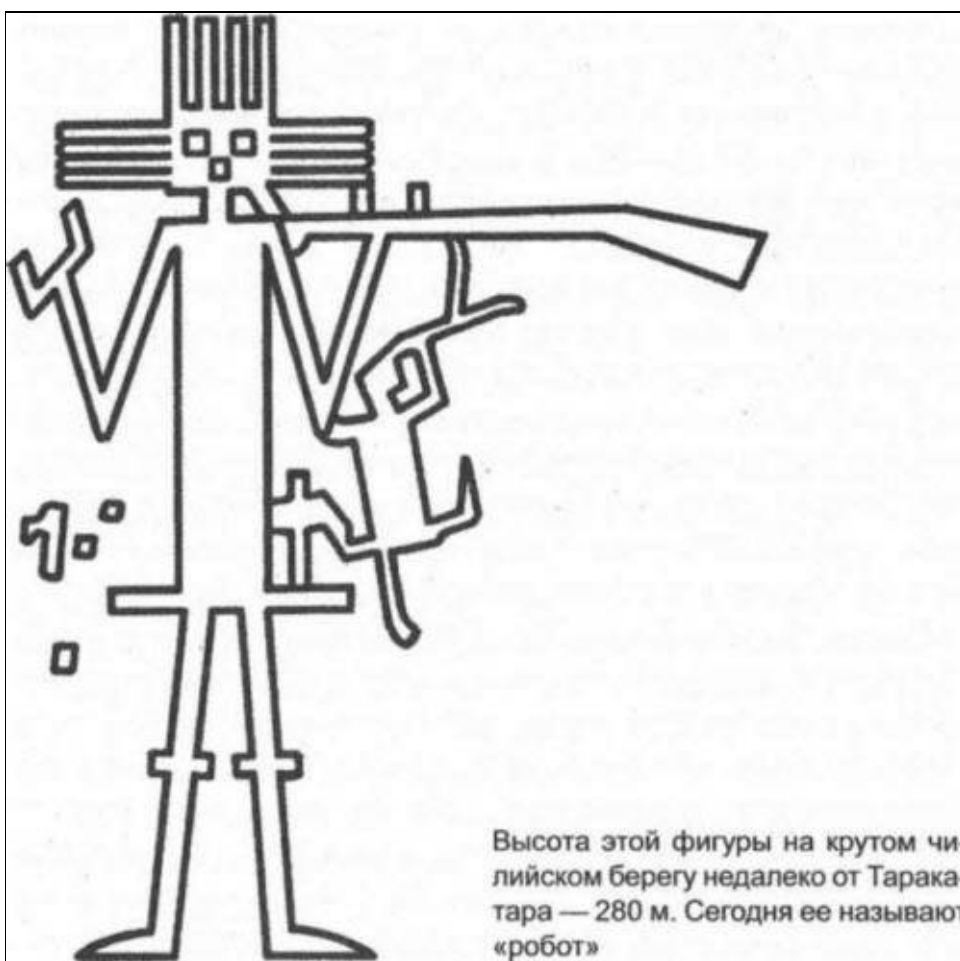 Высота этой фигуры на крутом чи-
лийском берегу недалеко от Тарака-
тара — 280 м. Сегодня ее называют
«робот»